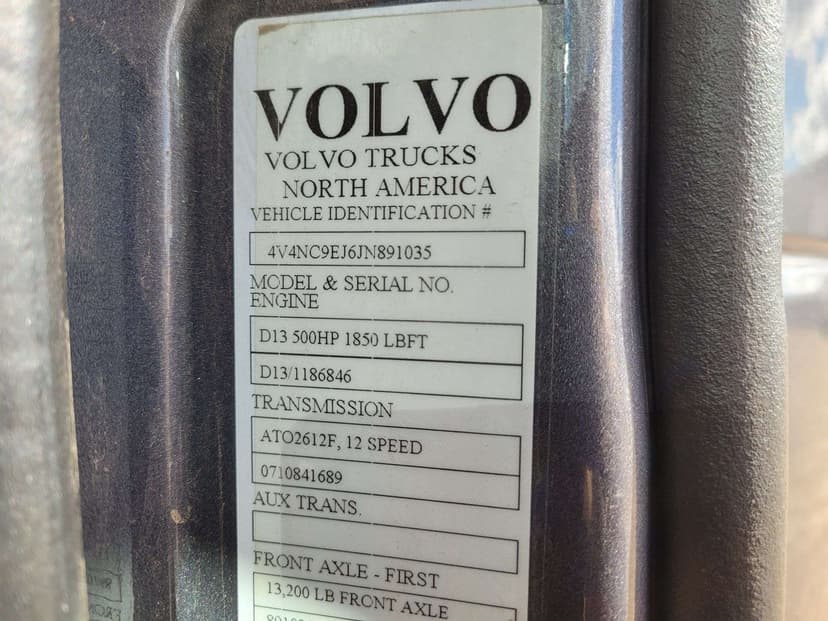 VOLVO
VOLVO TRUCKS
NORTH AMERICA
VEHICLE IDENTIFICATION #
4V4NC9EJ6JN891035
MODEL & SERIAL NO.
ENGINE
D13 500HP 1850 LBFT
D13/1186846
TRANSMISSION
ATO2612F, 12 SPEED
0710841689
AUX TRANS.
FRONT AXLE - FIRST
13,200 LB FRONT AXLE